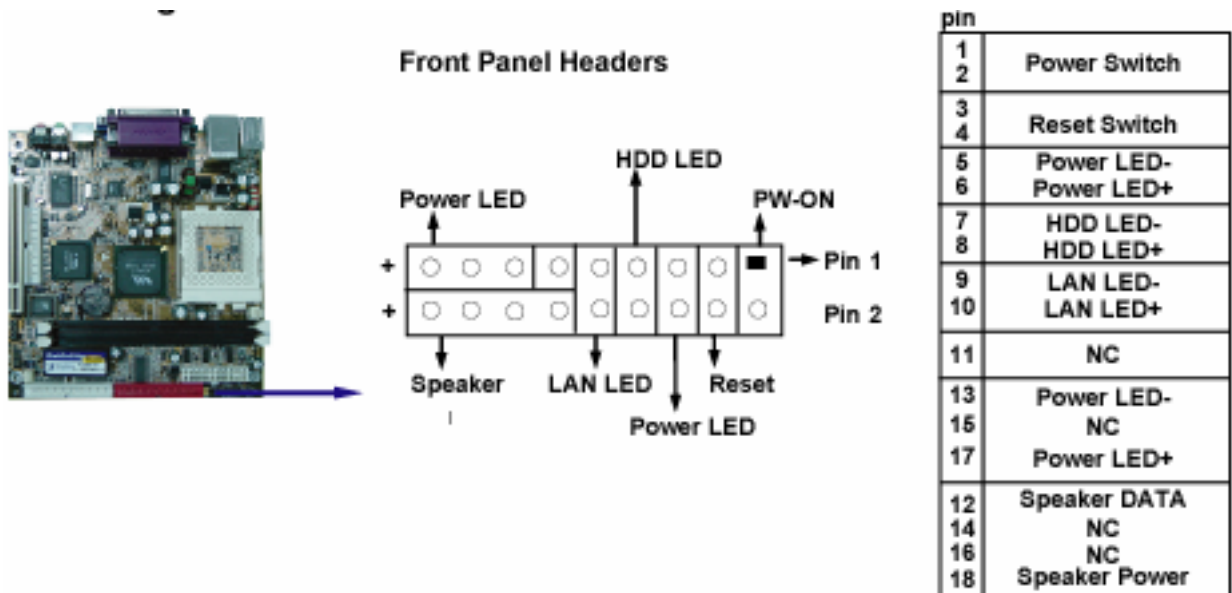 Front Panel Headers
HDD LED
Power LED
PW-ON
+
Pin 1
+
Pin 2
Speaker
LAN LED
Reset
Power LED
pin
1
2
Power Switch
3
4
Reset Switch
5 Power LED-
6 Power LED+
7 HDD LED-
8 HDD LED+
9 LAN LED-
10 LAN LED+
11 NC
13 Power LED-
15 NC
17 Power LED+
12 Speaker DATA
14 NC
16 NC
18 Speaker Power